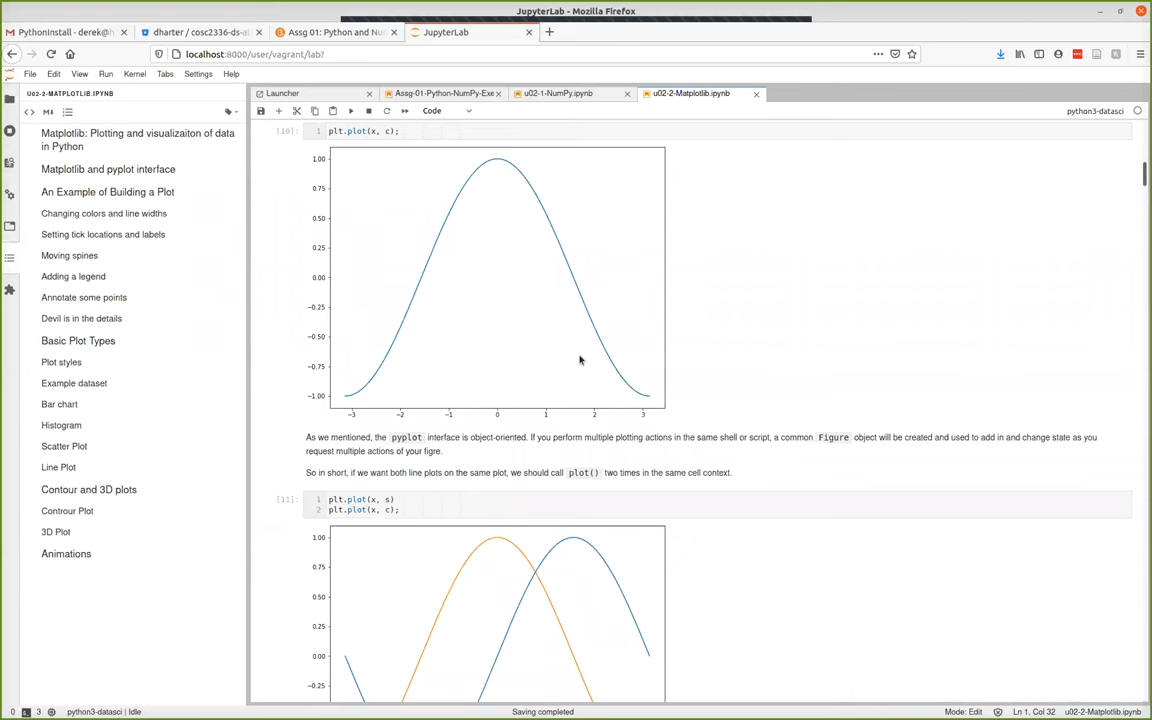 JupyterLab - Mozilla Firefox
PythonInstall - derek@h
dharter / cosc2336-ds-al
Assg 01: Python and Nu
JupyterLab
localhost:8000/user/vagrant/lab?
File Edit View Run Kernel Tabs Settings Help
U02-2-MATPLOTLIB.IPYNB
Launcher
Assg-01-Python-NumPy-Exe
u02-1-NumPy.ipynb
u02-2-Matplotlib.ipynb
Code
python3-datasci
Matplotlib: Plotting and visualizaiton of data
in Python
Matplotlib and pyplot interface
An Example of Building a Plot
Changing colors and line widths
Setting tick locations and labels
Moving spines
Adding a legend
Annotate some points
Devil is in the details
Basic Plot Types
Plot styles
Example dataset
Bar chart
Histogram
Scatter Plot
Line Plot
Contour and 3D plots
Contour Plot
3D Plot
Animations
[10]: 1 plt.plot(x, c);
1.00
0.75
0.50
0.25
0.00
−0.25
−0.50
−0.75
−1.00
−3 −2 −1 0 1 2 3
As we mentioned, the pyplot interface is object-oriented. If you perform multiple plotting actions in the same shell or script, a common Figure object will be created and used to add in and change state as you
request multiple actions of your figre.
So in short, if we want both line plots on the same plot, we should call plot() two times in the same cell context.
[11]: 1 plt.plot(x, s)
2 plt.plot(x, c);
1.00
0.75
0.50
0.25
0.00
−0.25
0 3 python3-datasci | Idle
Saving completed
Mode: Edit Ln 1, Col 32 u02-2-Matplotlib.ipynb